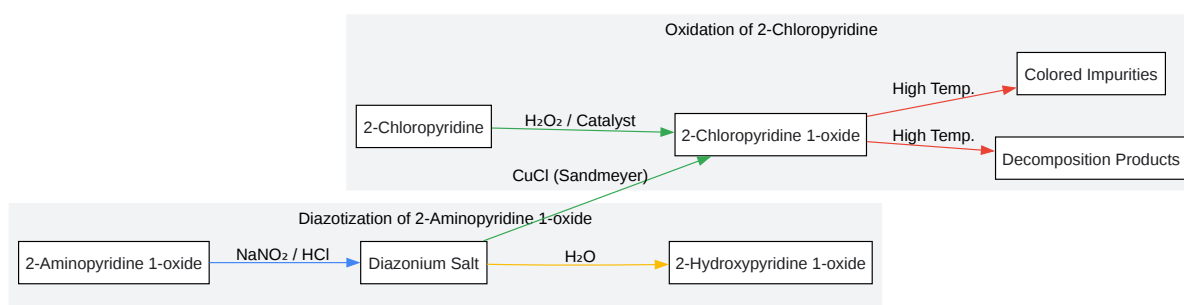 Oxidation of 2-Chloropyridine
Colored Impurities
High Temp.
2-Chloropyridine
H₂O₂ / Catalyst
2-Chloropyridine 1-oxide
High Temp.
Decomposition Products
CuCl (Sandmeyer)
Diazotization of 2-Aminopyridine 1-oxide
2-Aminopyridine 1-oxide
NaNO₂ / HCl
Diazonium Salt
H₂O
2-Hydroxypyridine 1-oxide